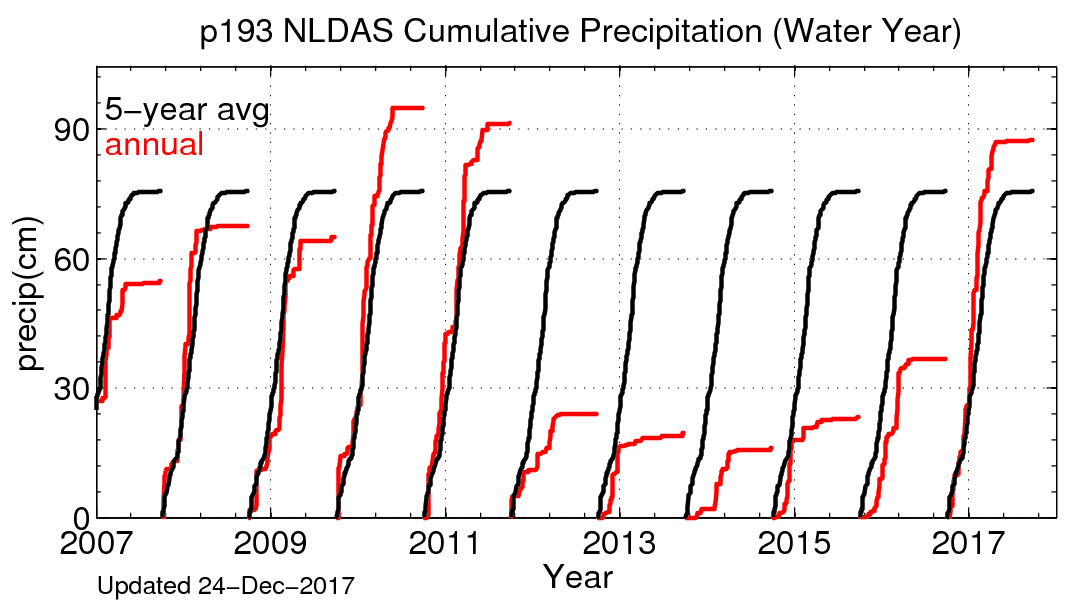 p193 NLDAS Cumulative Precipitation (Water Year)
5−year avg
annual
precip(cm)
90
60
30
0
2007 2009 2011 2013 2015 2017
Year
Updated 24−Dec−2017